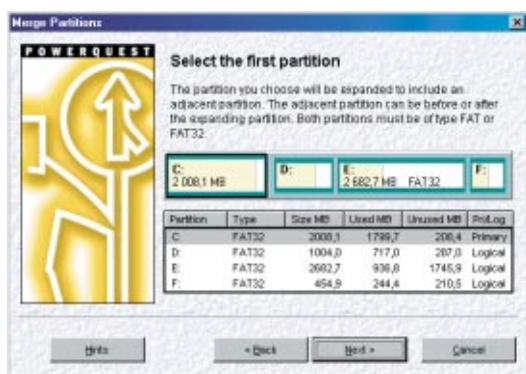 Merge Partitions
POWERQUEST
Select the first partition
The partition you choose will be expanded to include an
adjacent partition. The adjacent partition can be before or after
the expanding partition. Both partitions must be of type FAT or
FAT32.
C: D: E: F:
2 008,1 MB 2 682,7 MB FAT32
Partition Type Size MB Used MB Unused MB Pri/Log
C: FAT32 2008,1 1799,7 208,4 Primary
D: FAT32 1004,0 717,0 287,0 Logical
E: FAT32 2682,7 936,8 1745,9 Logical
F: FAT32 454,9 244,4 210,5 Logical
Hints < Back Next > Cancel